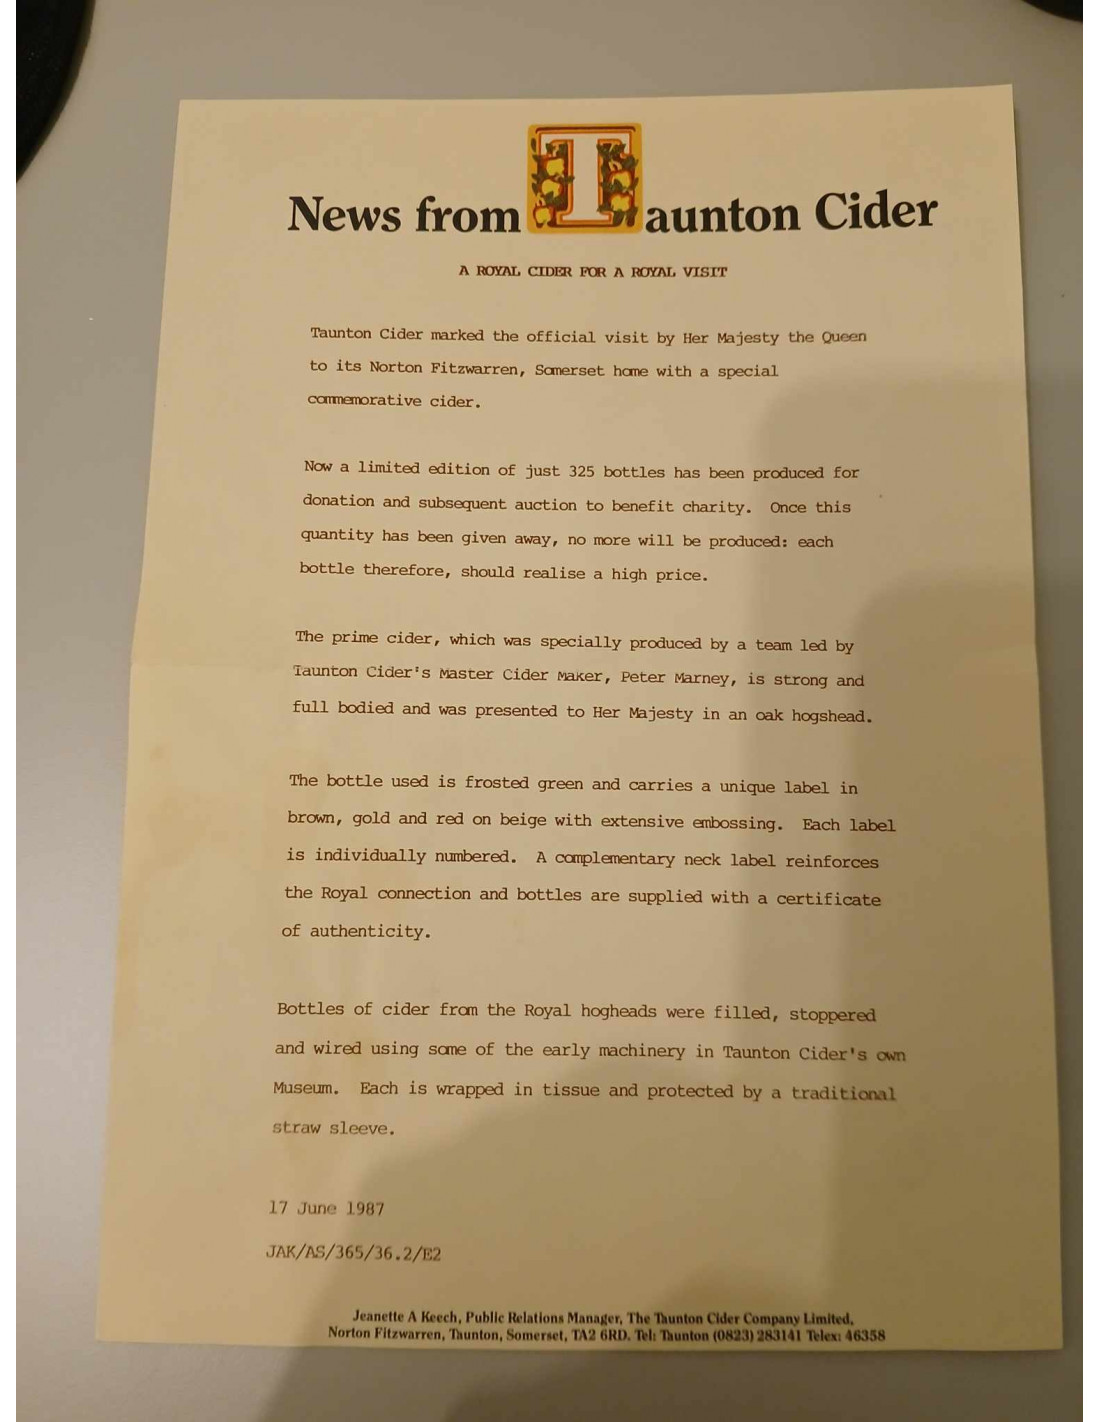 News from Taunton Cider
A ROYAL CIDER FOR A ROYAL VISIT
Taunton Cider marked the official visit by Her Majesty the Queen
to its Norton Fitzwarren, Somerset home with a special
commemorative cider.
Now a limited edition of just 325 bottles has been produced for
donation and subsequent auction to benefit charity. Once this
quantity has been given away, no more will be produced: each
bottle therefore, should realise a high price.
The prime cider, which was specially produced by a team led by
Taunton Cider's Master Cider Maker, Peter Marney, is strong and
full bodied and was presented to Her Majesty in an oak hogshead.
The bottle used is frosted green and carries a unique label in
brown, gold and red on beige with extensive embossing. Each label
is individually numbered. A complementary neck label reinforces
the Royal connection and bottles are supplied with a certificate
of authenticity.
Bottles of cider from the Royal hogheads were filled, stoppered
and wired using some of the early machinery in Taunton Cider's own
Museum. Each is wrapped in tissue and protected by a traditional
straw sleeve.
17 June 1987
JAK/AS/365/36.2/E2
Jeanette A Keech, Public Relations Manager, The Taunton Cider Company Limited,
Norton Fitzwarren, Taunton, Somerset, TA2 6RD. Tel: Taunton (0823) 283141 Telex: 46358